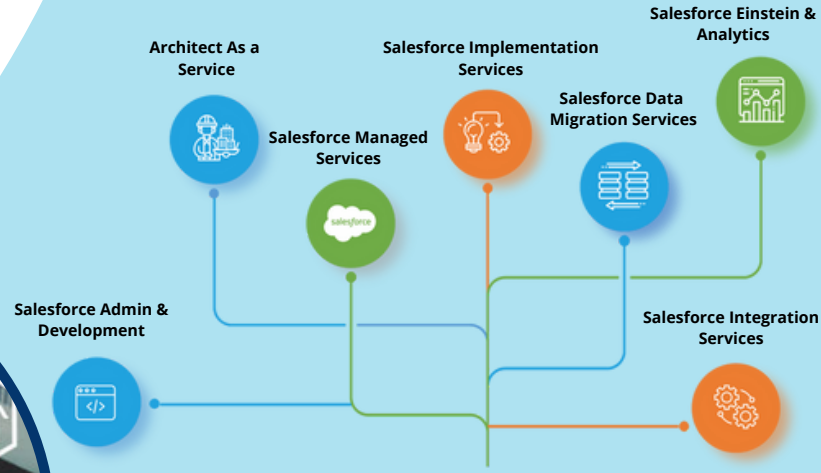 Salesforce Einstein &
Analytics
Architect As a
Service
Salesforce Implementation
Services
Salesforce Data
Migration Services
Salesforce Managed
Services
salesforce
Salesforce Admin &
Development
</>
Salesforce Integration
Services